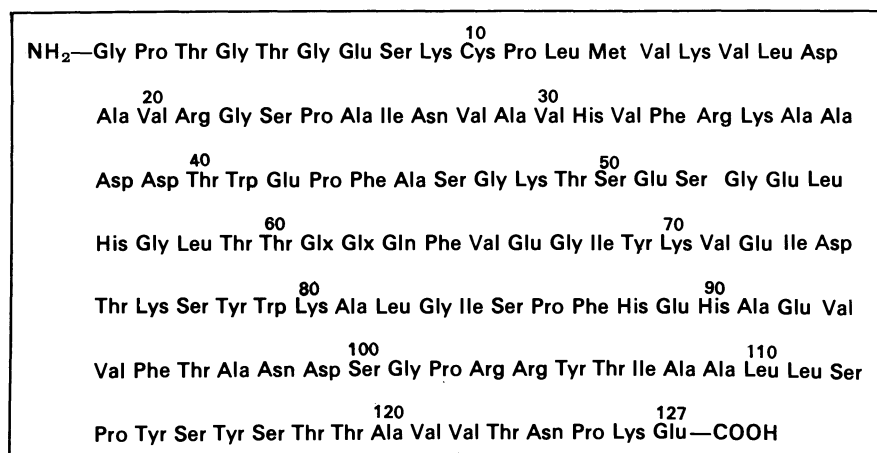 10
NH2—Gly Pro Thr Gly Thr Gly Glu Ser Lys Cys Pro Leu Met Val Lys Val Leu Asp
20 30
Ala Val Arg Gly Ser Pro Ala Ile Asn Val Ala Val His Val Phe Arg Lys Ala Ala
40 50
Asp Asp Thr Trp Glu Pro Phe Ala Ser Gly Lys Thr Ser Glu Ser Gly Glu Leu
60 70
His Gly Leu Thr Thr Glx Glx Gln Phe Val Glu Gly Ile Tyr Lys Val Glu Ile Asp
80 90
Thr Lys Ser Tyr Trp Lys Ala Leu Gly Ile Ser Pro Phe His Glu His Ala Glu Val
100 110
Val Phe Thr Ala Asn Asp Ser Gly Pro Arg Arg Tyr Thr Ile Ala Ala Leu Leu Ser
120 127
Pro Tyr Ser Tyr Ser Thr Thr Ala Val Val Thr Asn Pro Lys Glu—COOH